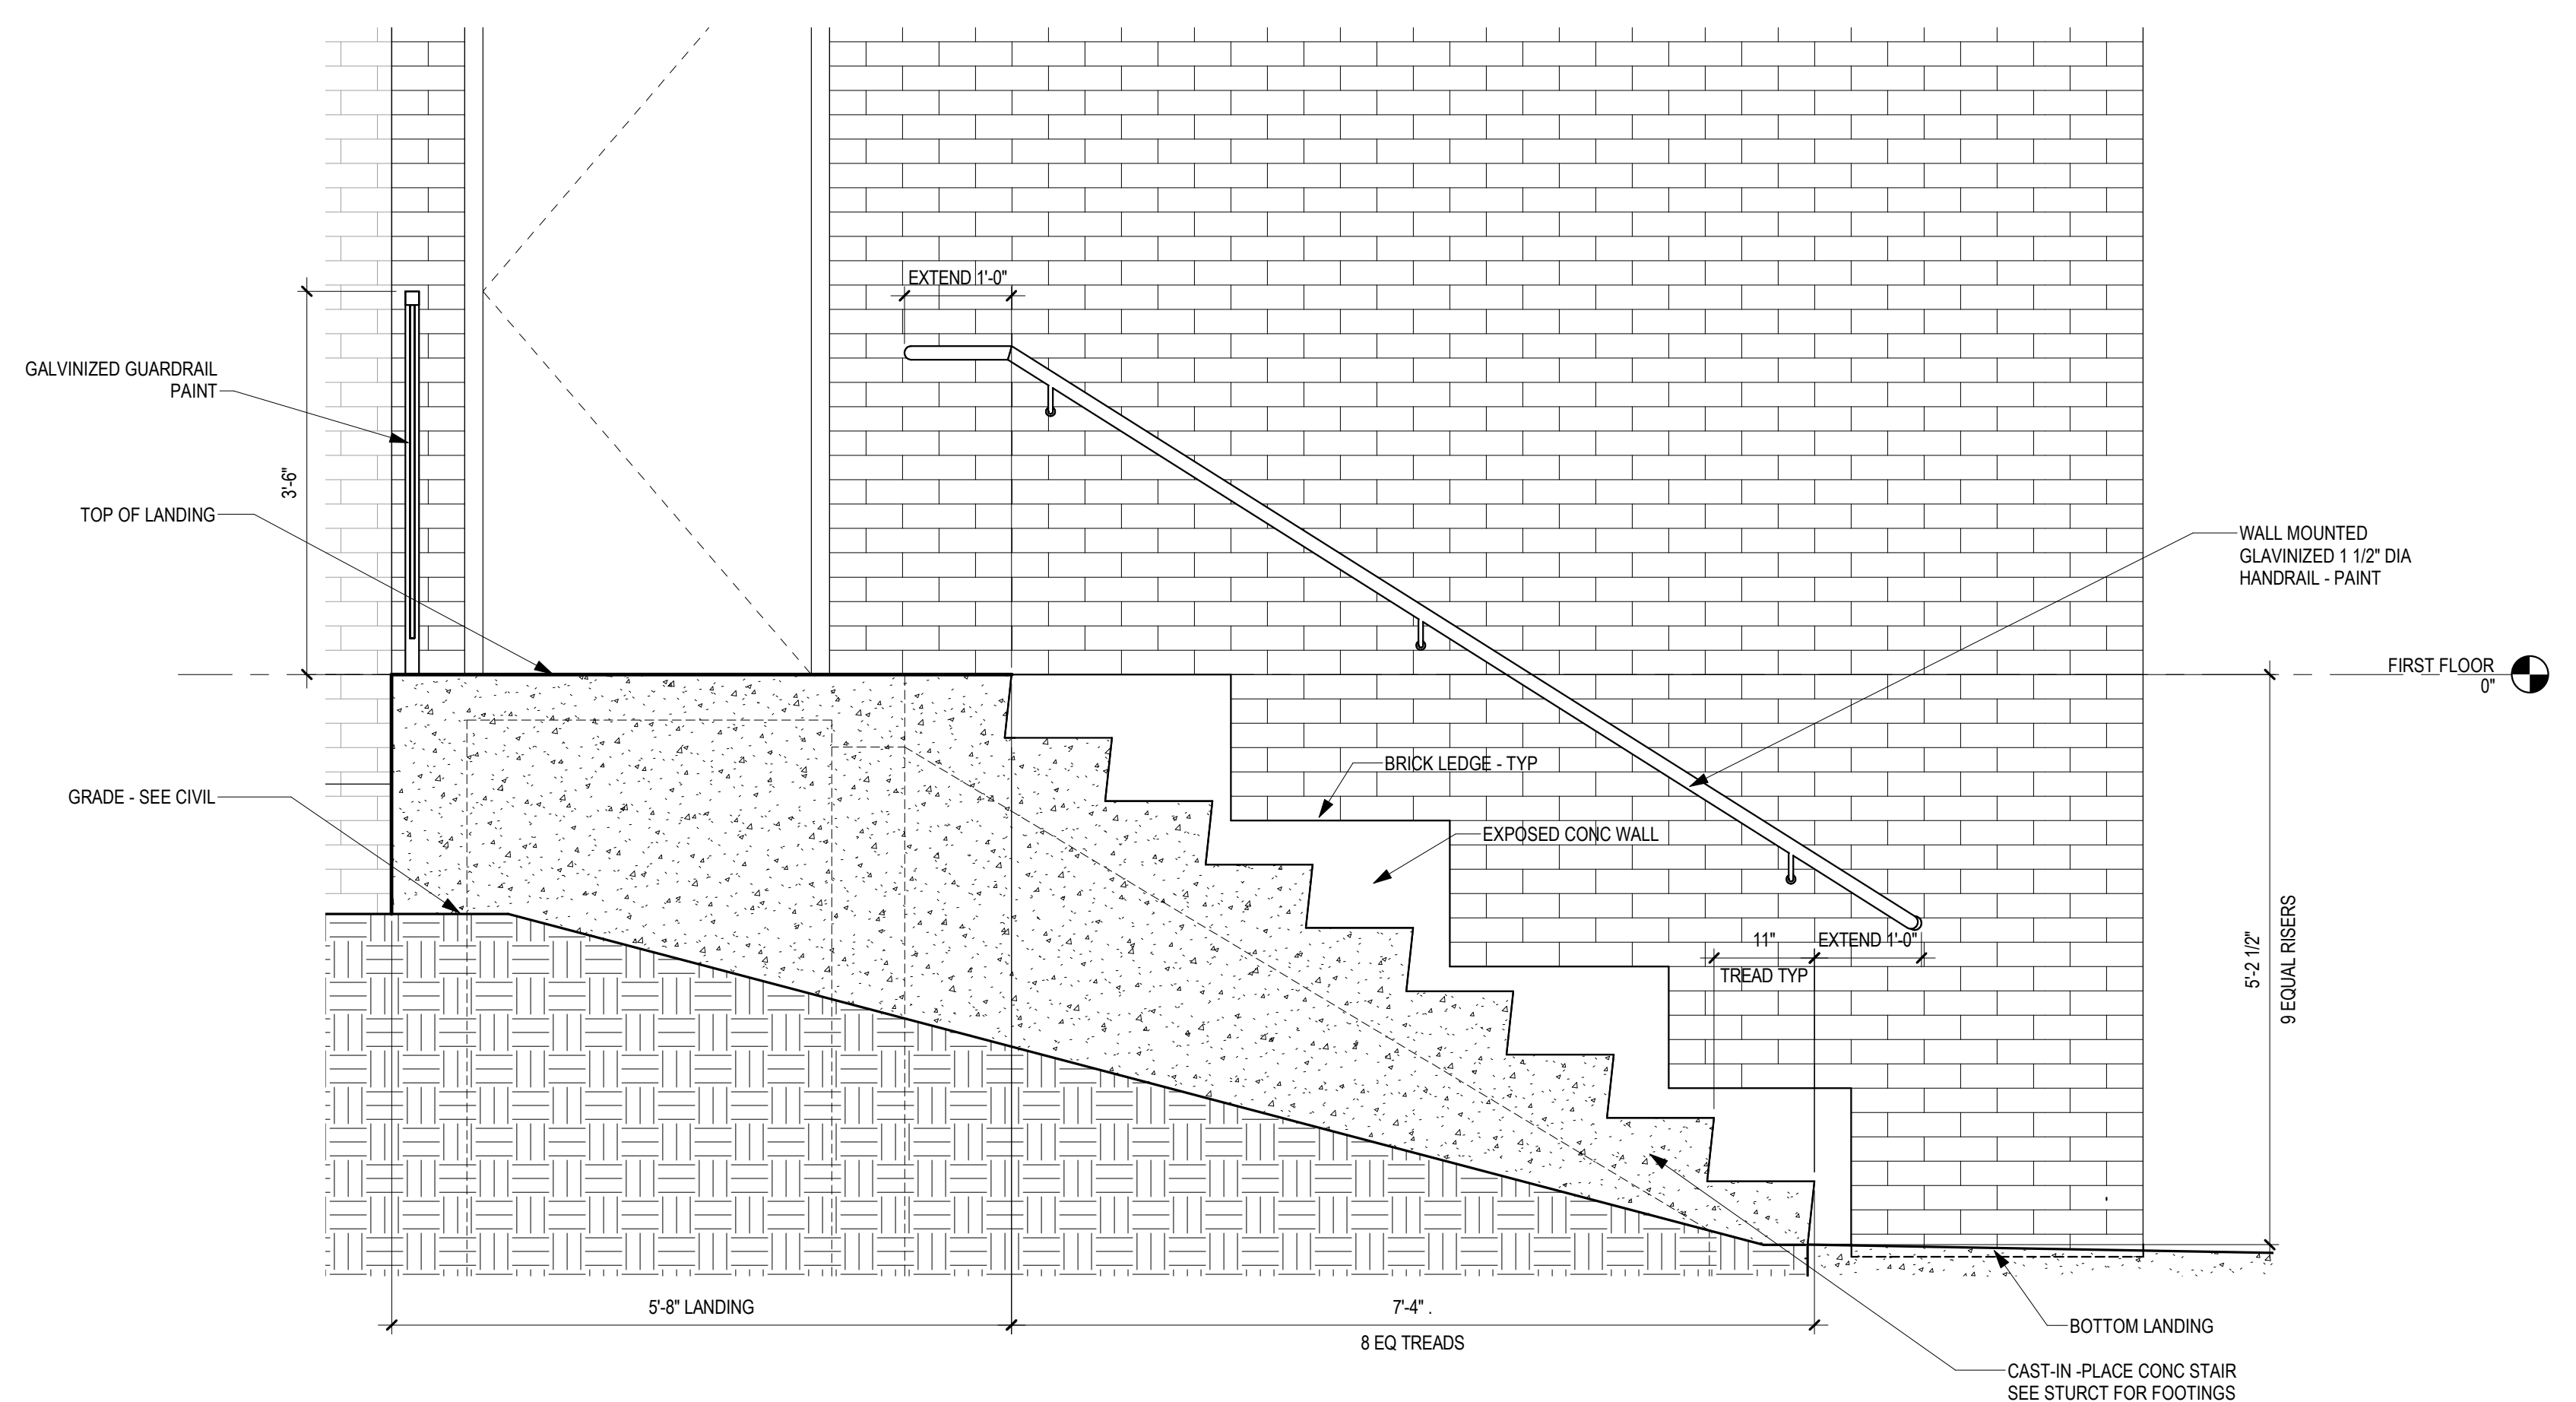 EXTEND 1'-0"
GALVINIZED GUARDRAIL
PAINT
3'-6"
TOP OF LANDING
WALL MOUNTED
GLAVINIZED 1 1/2" DIA
HANDRAIL - PAINT
FIRST FLOOR
0"
BRICK LEDGE - TYP
GRADE - SEE CIVIL
EXPOSED CONC WALL
11"
EXTEND 1'-0"
TREAD TYP
5'-2 1/2"
9 EQUAL RISERS
5'-8" LANDING
7'-4" .
8 EQ TREADS
BOTTOM LANDING
CAST-IN -PLACE CONC STAIR
SEE STURCT FOR FOOTINGS